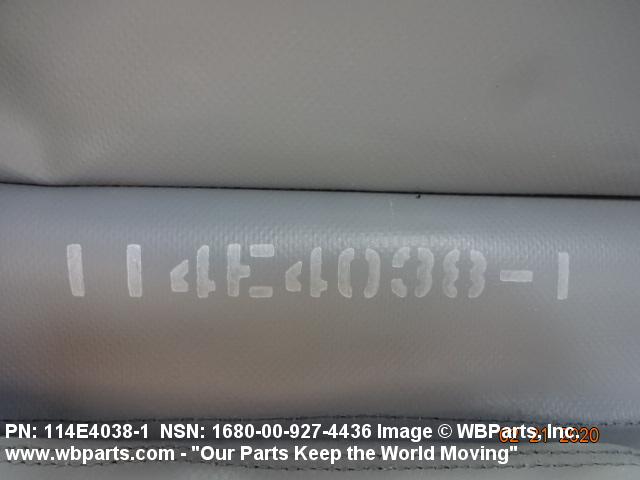 114E4038-1
PN: 114E4038-1 NSN: 1680-00-927-4436 Image © WBParts, Inc.
02 21 2020
www.wbparts.com - "Our Parts Keep the World Moving"